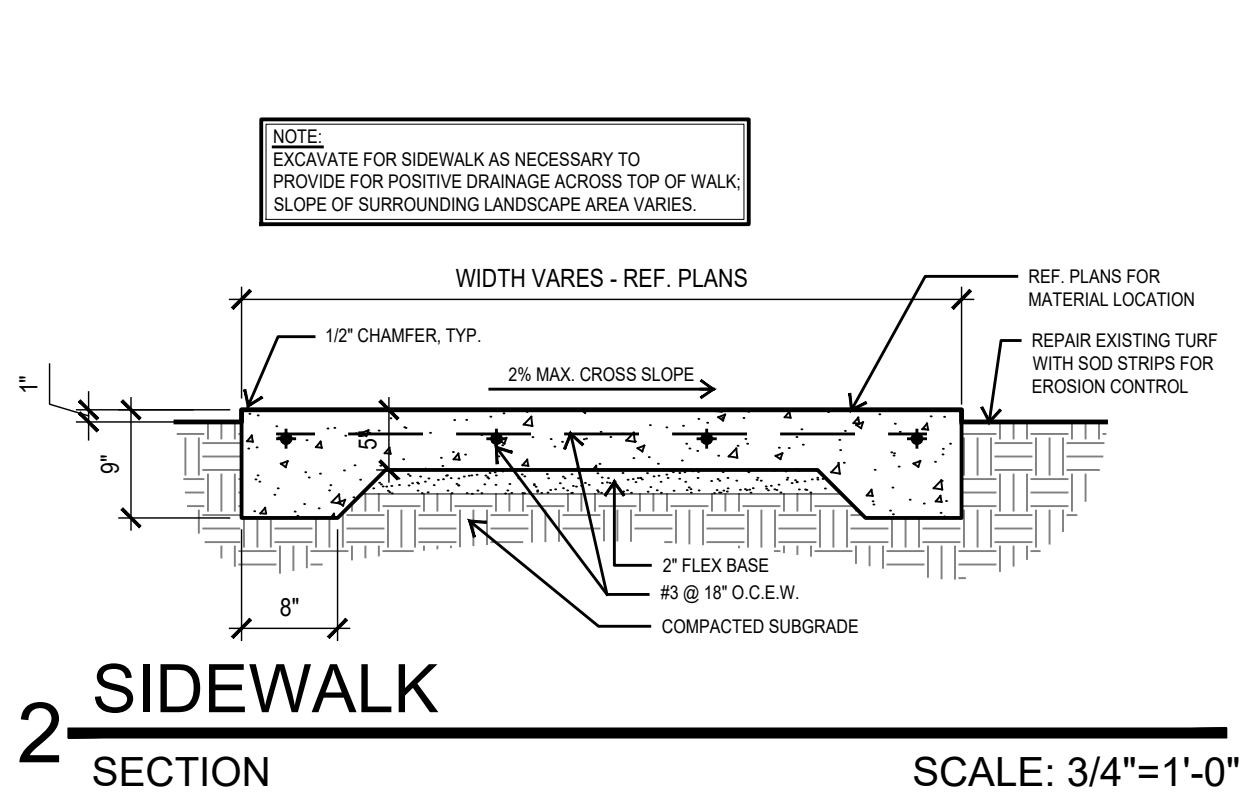 NOTE:
EXCAVATE FOR SIDEWALK AS NECESSARY TO
PROVIDE FOR POSITIVE DRAINAGE ACROSS TOP OF WALK;
SLOPE OF SURROUNDING LANDSCAPE AREA VARIES.
WIDTH VARES - REF. PLANS
REF. PLANS FOR
MATERIAL LOCATION
1/2" CHAMFER, TYP.
REPAIR EXISTING TURF
WITH SOD STRIPS FOR
EROSION CONTROL
2% MAX. CROSS SLOPE
1"
5"
9"
2" FLEX BASE
#3 @ 18" O.C.E.W.
COMPACTED SUBGRADE
8"
2
SIDEWALK
SECTION
SCALE: 3/4"=1'-0"